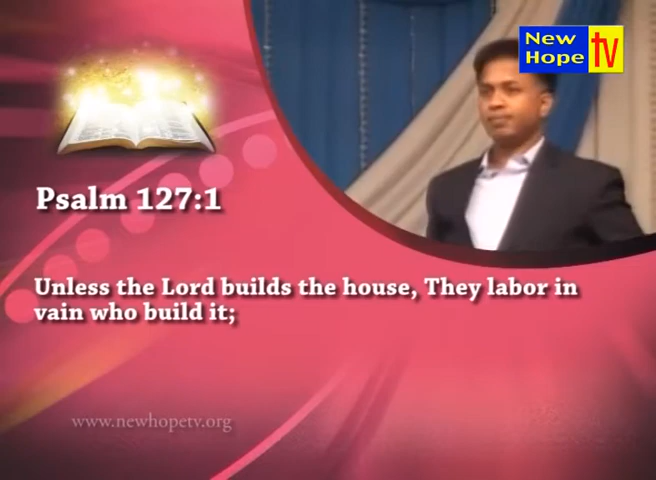 New
Hope
tv
Psalm 127:1
Unless the Lord builds the house, They labor in
vain who build it;
www.newhopetv.org